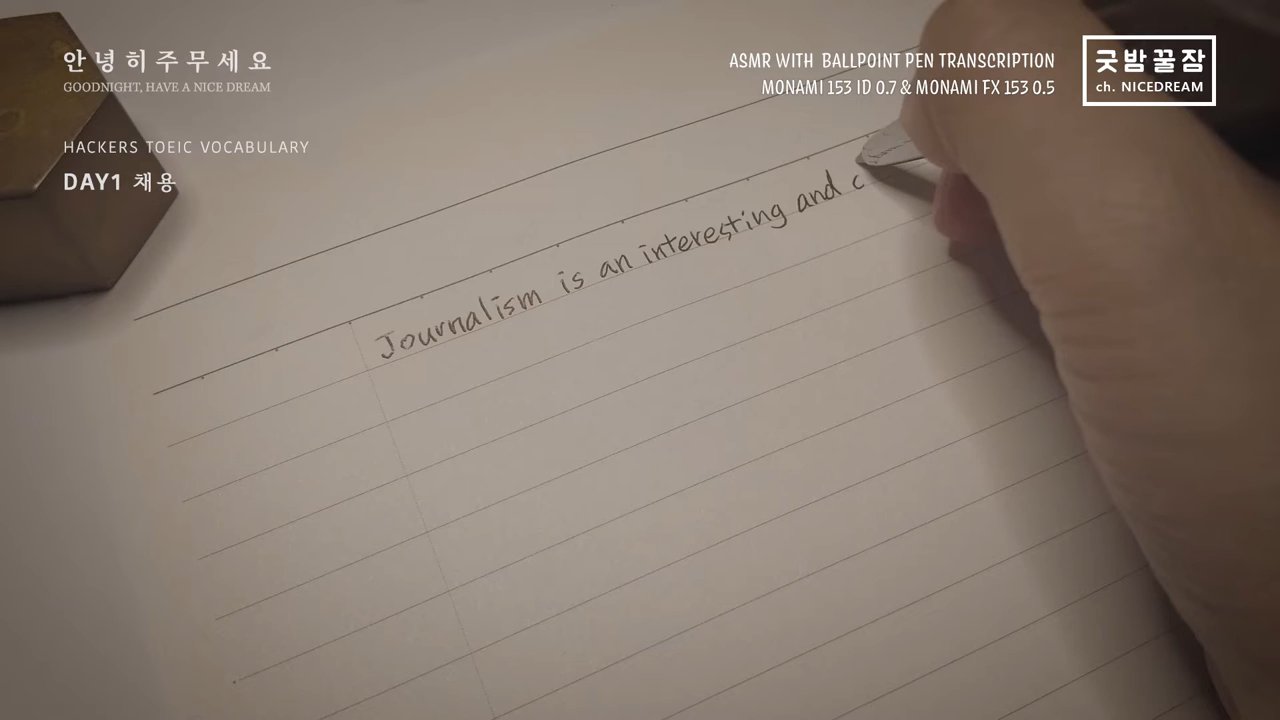 안녕히주무세요
GOODNIGHT, HAVE A NICE DREAM
HACKERS TOEIC VOCABULARY
DAY1 채용
ASMR WITH BALLPOINT PEN TRANSCRIPTION
MONAMI 153 ID 0.7 & MONAMI FX 153 0.5
굿밤꿀잠
ch. NICEDREAM
Journalism is an interesting and c